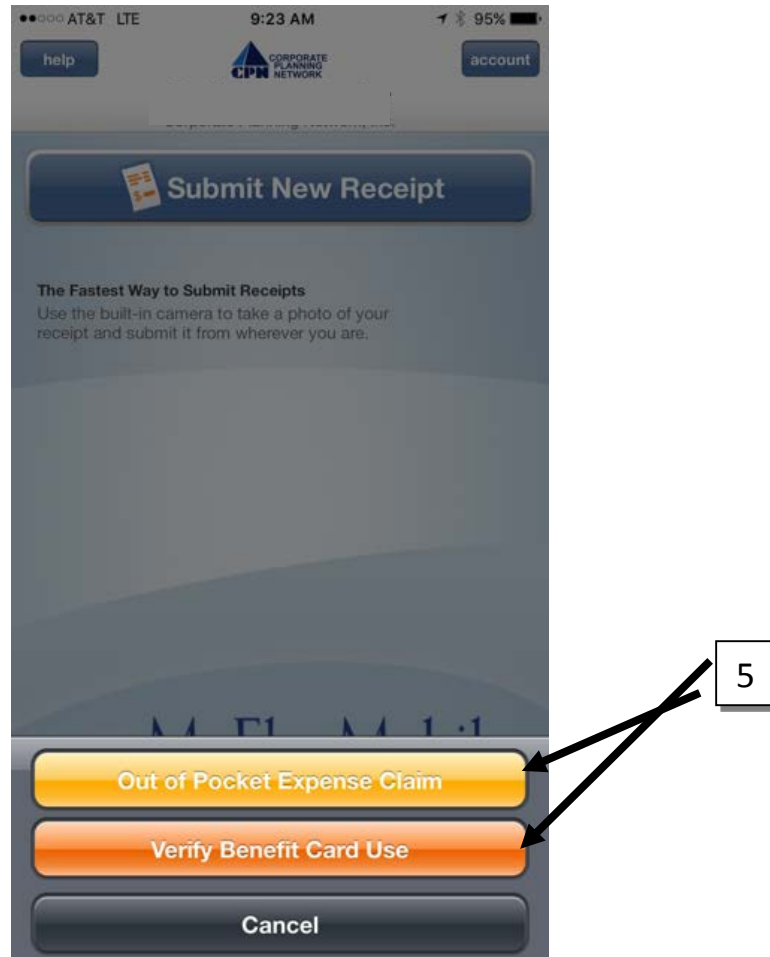 AT&T LTE 9:23 AM 95%
help
CPN CORPORATE
PLANNING
NETWORK
account
Submit New Receipt
The Fastest Way to Submit Receipts
Use the built-in camera to take a photo of your
receipt and submit it from wherever you are.
5
Out of Pocket Expense Claim
Verify Benefit Card Use
Cancel